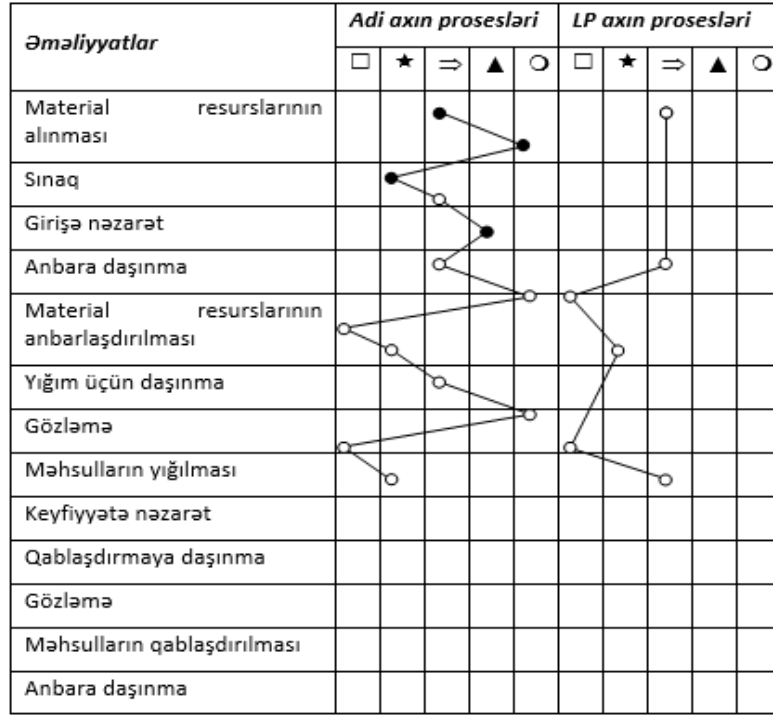 Əməliyyatlar
Adi axın prosesləri
LP axın prosesləri
□ ★ ⇒ ▲ ❍ □ ★ ⇒ ▲ ❍
Material resurslarının
alınması
Sınaq
Girişə nəzarət
Anbara daşınma
Material resurslarının
anbarlaşdırılması
Yığım üçün daşınma
Gözləmə
Məhsulların yığılması
Keyfiyyətə nəzarət
Qablaşdırmaya daşınma
Gözləmə
Məhsulların qablaşdırılması
Anbara daşınma